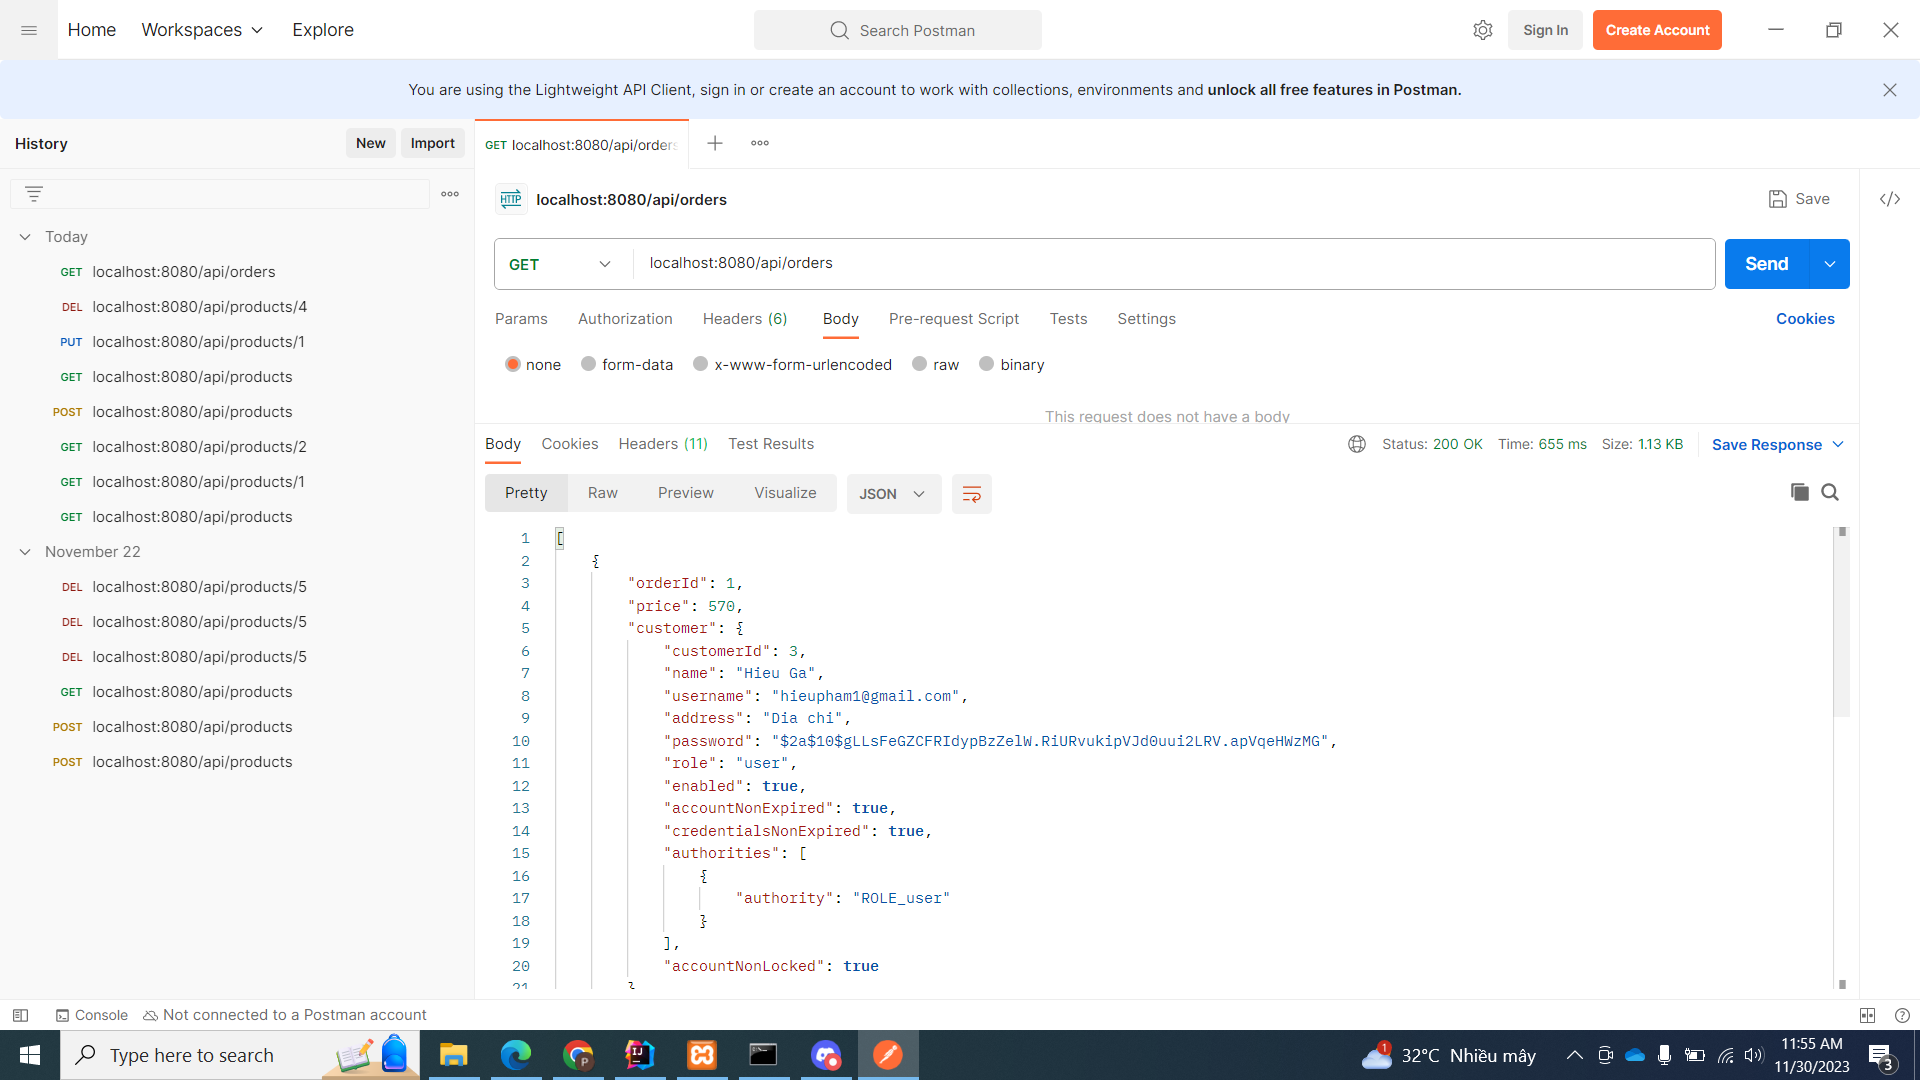 Home Workspaces Explore
Search Postman
Sign In Create Account
You are using the Lightweight API Client, sign in or create an account to work with collections, environments and unlock all free features in Postman.
History New Import
Today
GET localhost:8080/api/orders
DEL localhost:8080/api/products/4
PUT localhost:8080/api/products/1
GET localhost:8080/api/products
POST localhost:8080/api/products
GET localhost:8080/api/products/2
GET localhost:8080/api/products/1
GET localhost:8080/api/products
November 22
DEL localhost:8080/api/products/5
DEL localhost:8080/api/products/5
DEL localhost:8080/api/products/5
GET localhost:8080/api/products
POST localhost:8080/api/products
POST localhost:8080/api/products
GET localhost:8080/api/orders
HTTP localhost:8080/api/orders
Save
GET localhost:8080/api/orders
Send
Params Authorization Headers (6) Body Pre-request Script Tests Settings
Cookies
none form-data x-www-form-urlencoded raw binary
This request does not have a body
Body Cookies Headers (11) Test Results
Status: 200 OK Time: 655 ms Size: 1.13 KB Save Response
Pretty Raw Preview Visualize JSON
1 [
2 {
3 "orderId": 1,
4 "price": 570,
5 "customer": {
6 "customerId": 3,
7 "name": "Hieu Ga",
8 "username": "hieupham1@gmail.com",
9 "address": "Dia chi",
10 "password": "$2a$10$gLLsFeGZCFRIdypBzZelW.RiURvukipVJd0uui2LRV.apVqeHWzMG",
11 "role": "user",
12 "enabled": true,
13 "accountNonExpired": true,
14 "credentialsNonExpired": true,
15 "authorities": [
16 {
17 "authority": "ROLE_user"
18 }
19 ],
20 "accountNonLocked": true
21 }
Console Not connected to a Postman account
Type here to search
1 32°C Nhiều mây
11:55 AM
11/30/2023
3